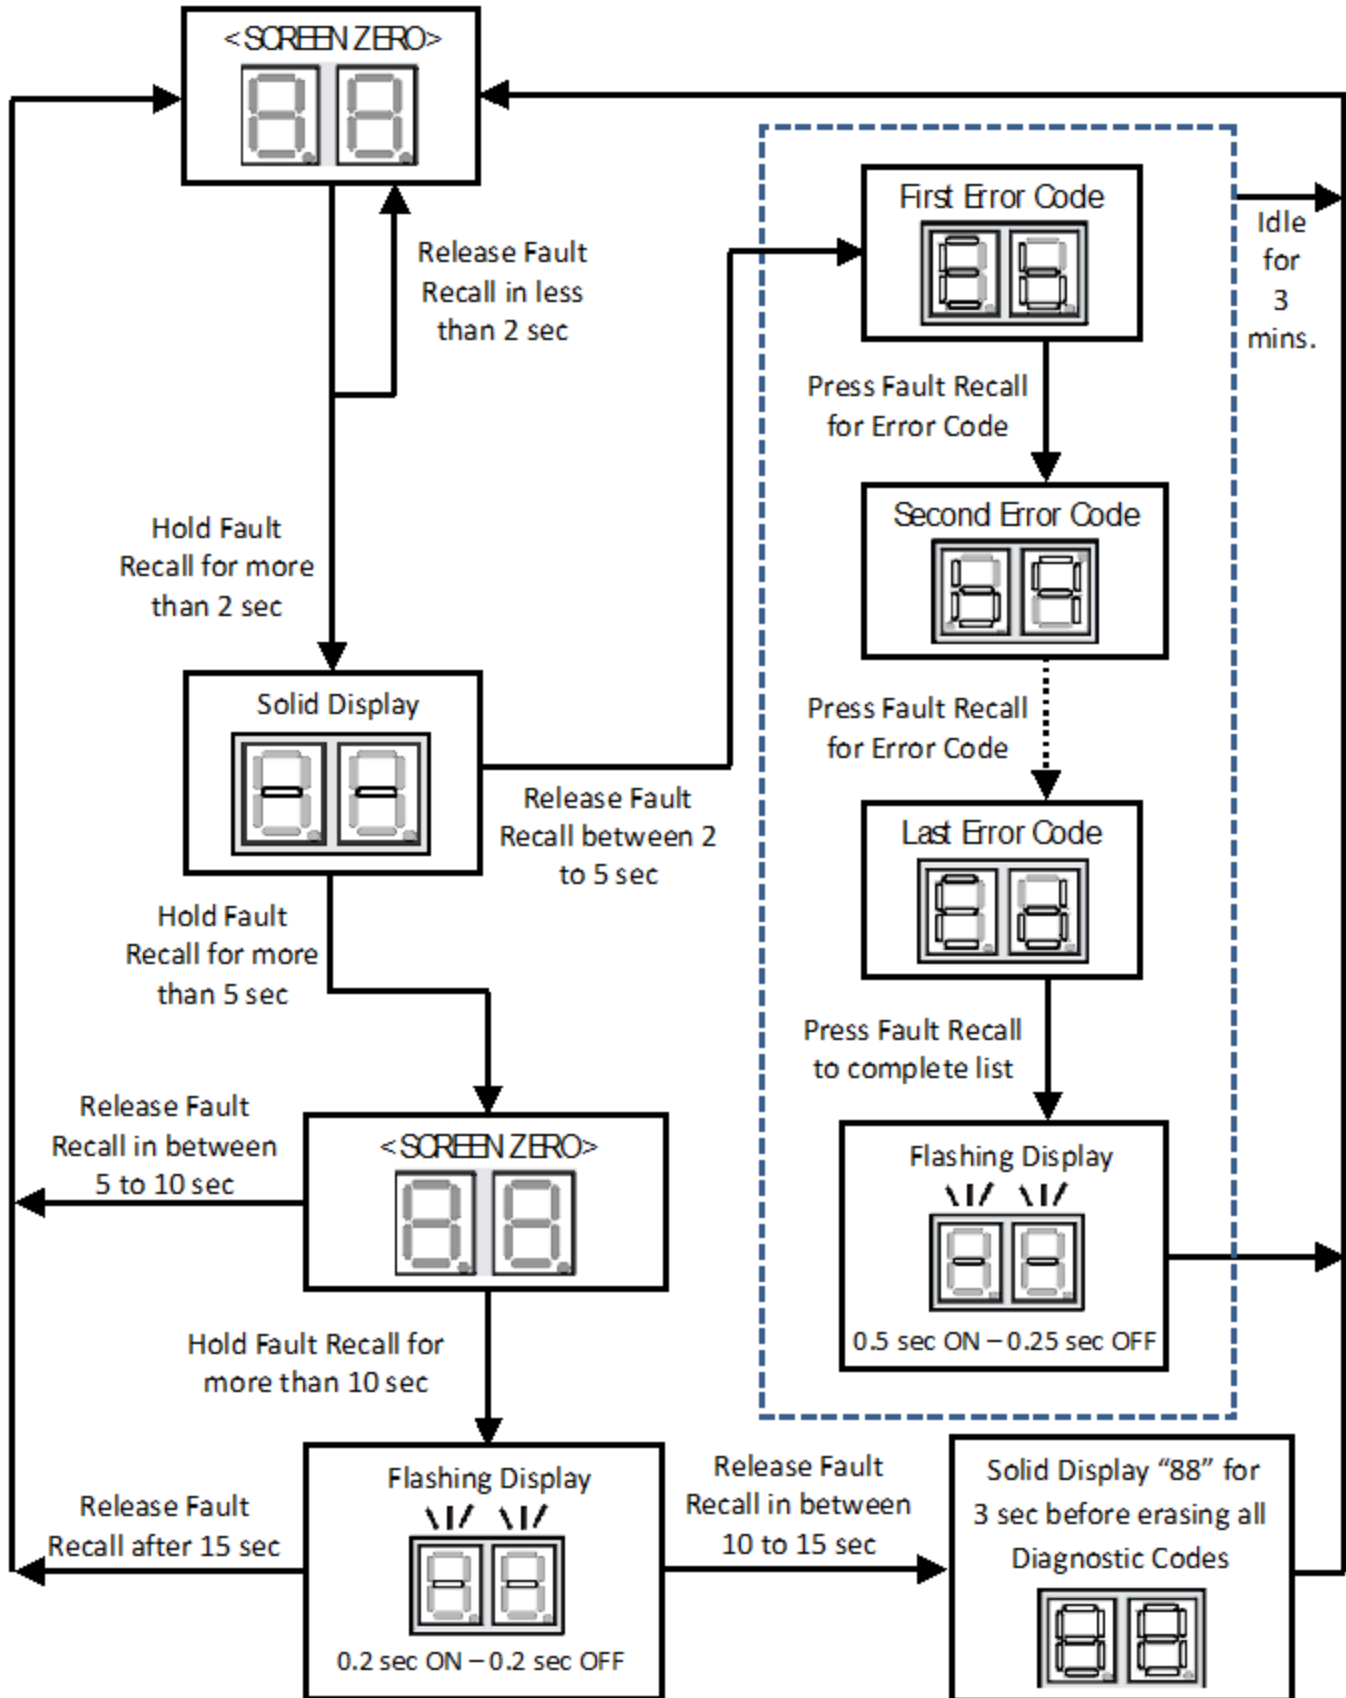 <SCREEN ZERO>
Release Fault
Recall in less
than 2 sec
Hold Fault
Recall for more
than 2 sec
Solid Display
- -
Release Fault
Recall between 2
to 5 sec
First Error Code
E6
Press Fault Recall
for Error Code
Second Error Code
b4
Press Fault Recall
for Error Code
Last Error Code
Ed
Press Fault Recall
to complete list
Flashing Display
- -
0.5 sec ON – 0.25 sec OFF
Idle
for
3
mins.
Hold Fault
Recall for more
than 5 sec
<SCREEN ZERO>
Release Fault
Recall in between
5 to 10 sec
Hold Fault Recall for
more than 10 sec
Flashing Display
- -
0.2 sec ON – 0.2 sec OFF
Release Fault
Recall after 15 sec
Release Fault
Recall in between
10 to 15 sec
Solid Display “88” for
3 sec before erasing all
Diagnostic Codes
88